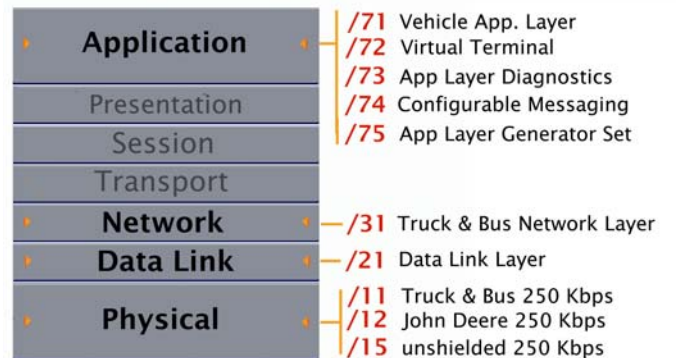 Application
/71 Vehicle App. Layer
/72 Virtual Terminal
/73 App Layer Diagnostics
/74 Configurable Messaging
/75 App Layer Generator Set
Presentation
Session
Transport
Network
/31 Truck & Bus Network Layer
Data Link
/21 Data Link Layer
Physical
/11 Truck & Bus 250 Kbps
/12 John Deere 250 Kbps
/15 unshielded 250 Kbps